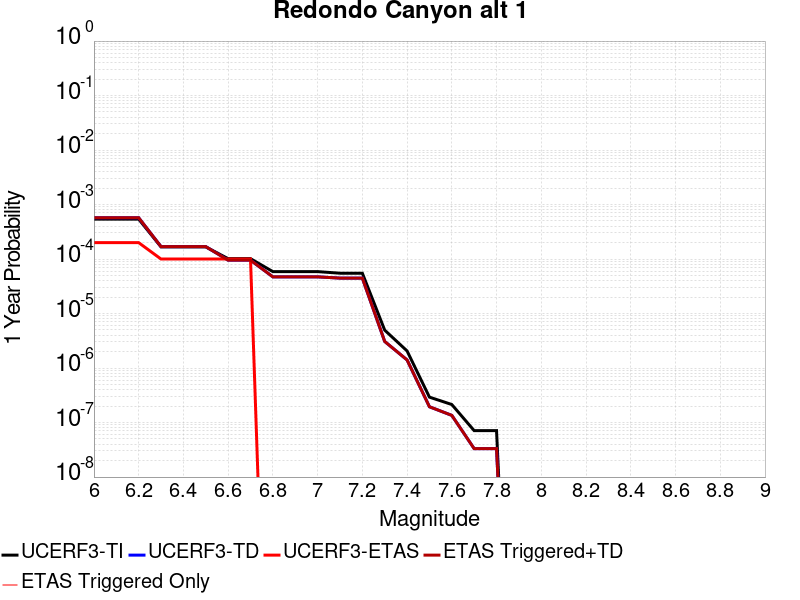 Redondo Canyon alt 1
10^0
10^-1
10^-2
10^-3
10^-4
10^-5
10^-6
10^-7
10^-8
1 Year Probability
6 6.2 6.4 6.6 6.8 7 7.2 7.4 7.6 7.8 8 8.2 8.4 8.6 8.8 9
Magnitude
UCERF3-TI UCERF3-TD UCERF3-ETAS ETAS Triggered+TD
ETAS Triggered Only